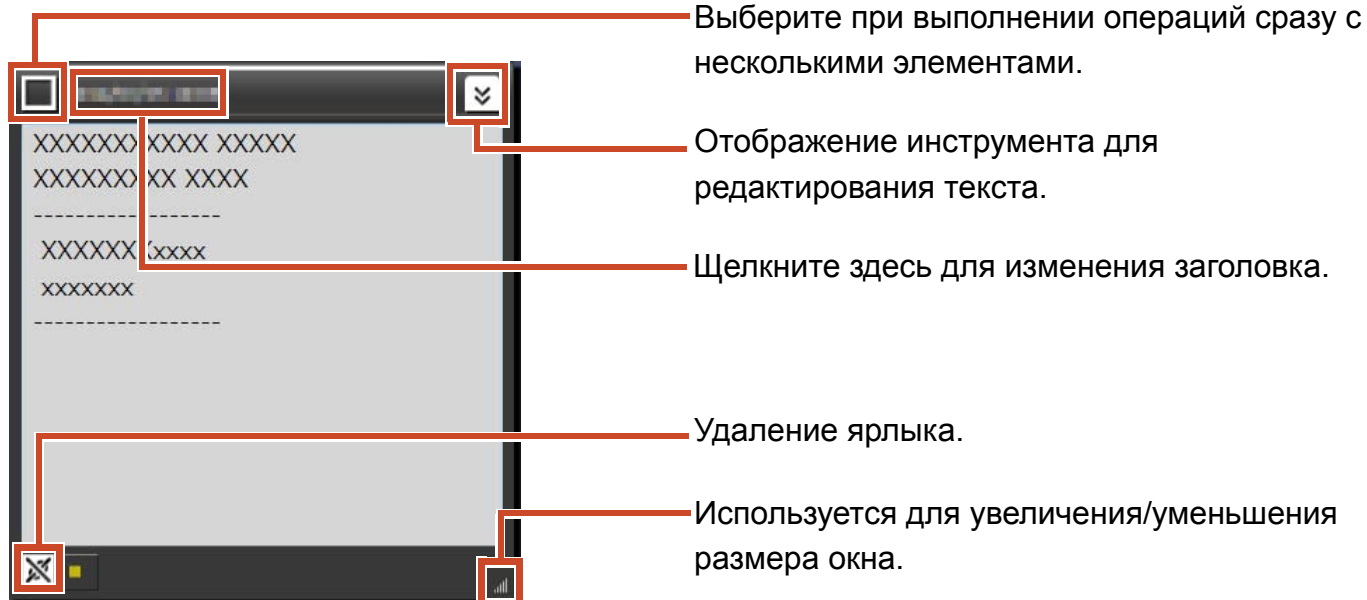 Выберите при выполнении операций сразу с
несколькими элементами.
XXXXXXXXXXX XXXXX
XXXXXXXXX XXXX
------------------
XXXXXXXxxxx
xxxxxxx
------------------
Отображение инструмента для
редактирования текста.
Щелкните здесь для изменения заголовка.
Удаление ярлыка.
Используется для увеличения/уменьшения
размера окна.